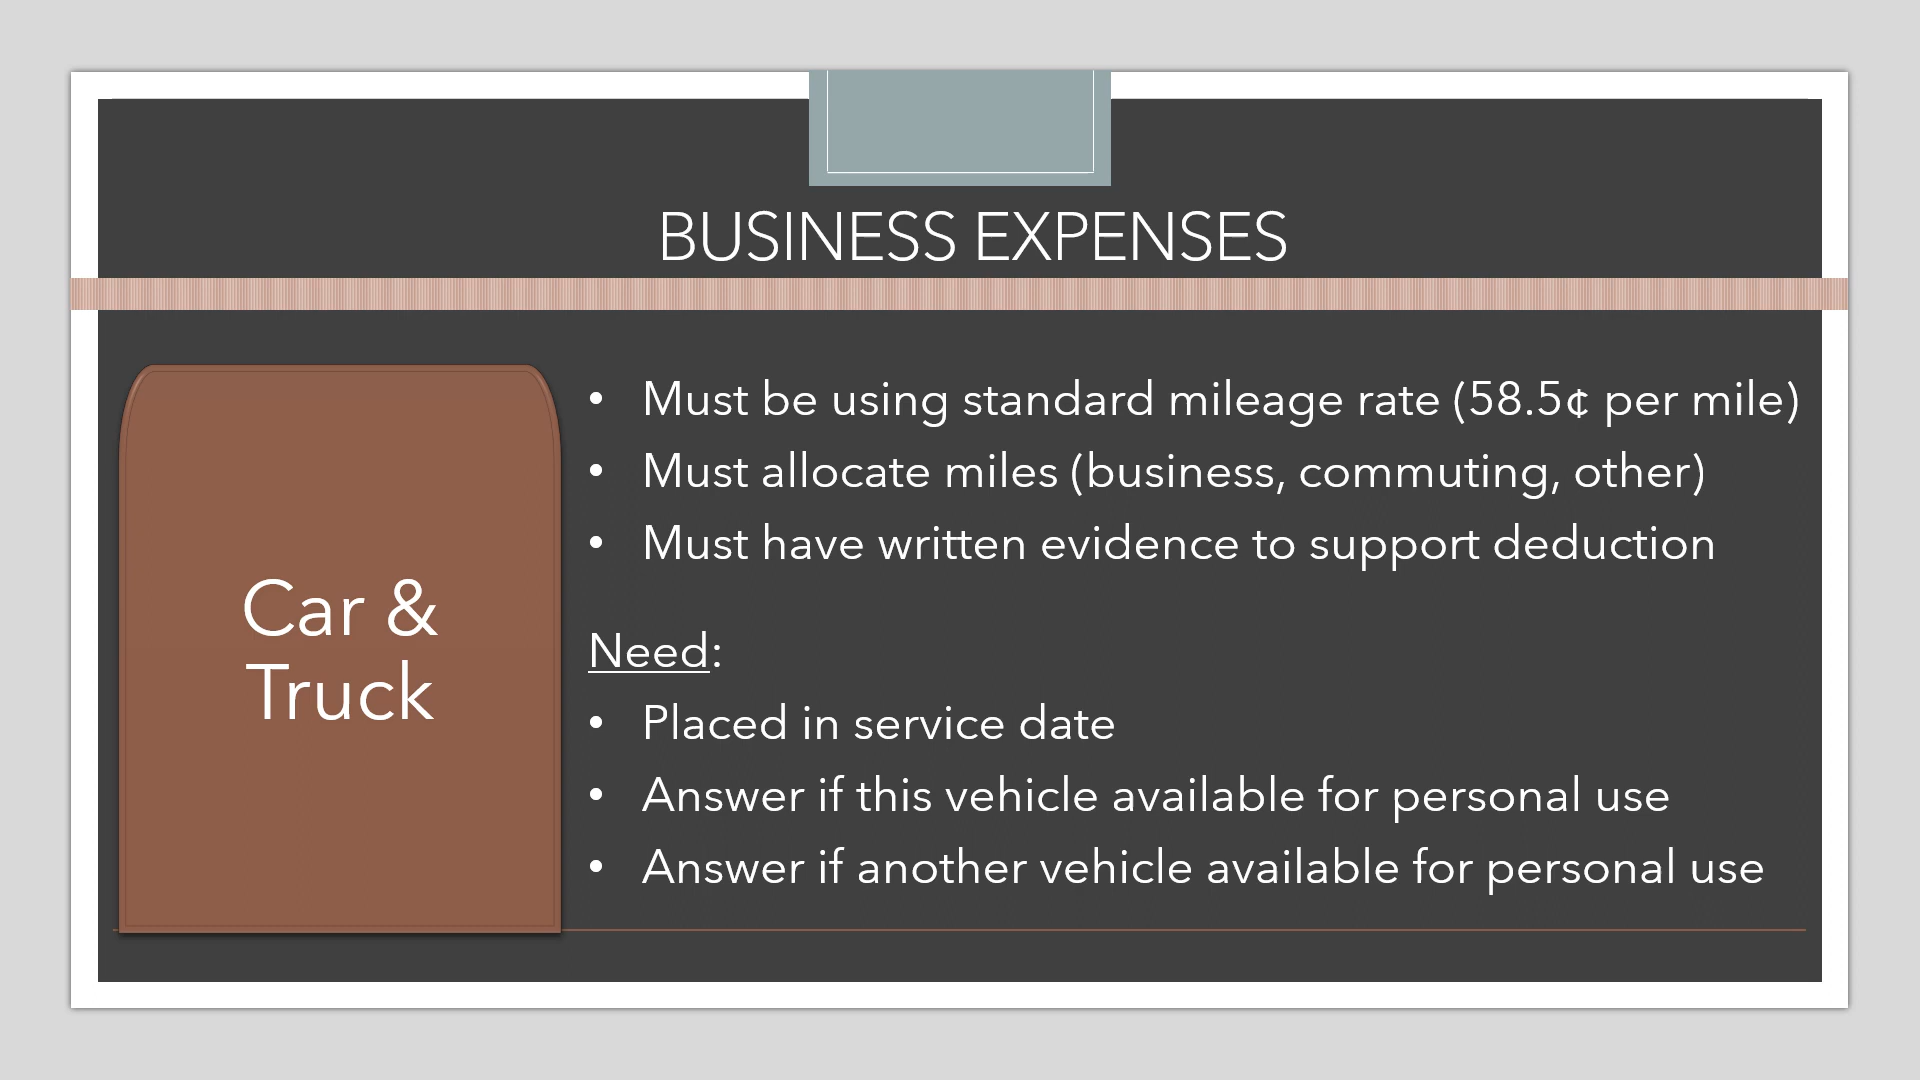 BUSINESS EXPENSES
Car &
Truck
• Must be using standard mileage rate (58.5¢ per mile)
• Must allocate miles (business, commuting, other)
• Must have written evidence to support deduction
Need:
• Placed in service date
• Answer if this vehicle available for personal use
• Answer if another vehicle available for personal use